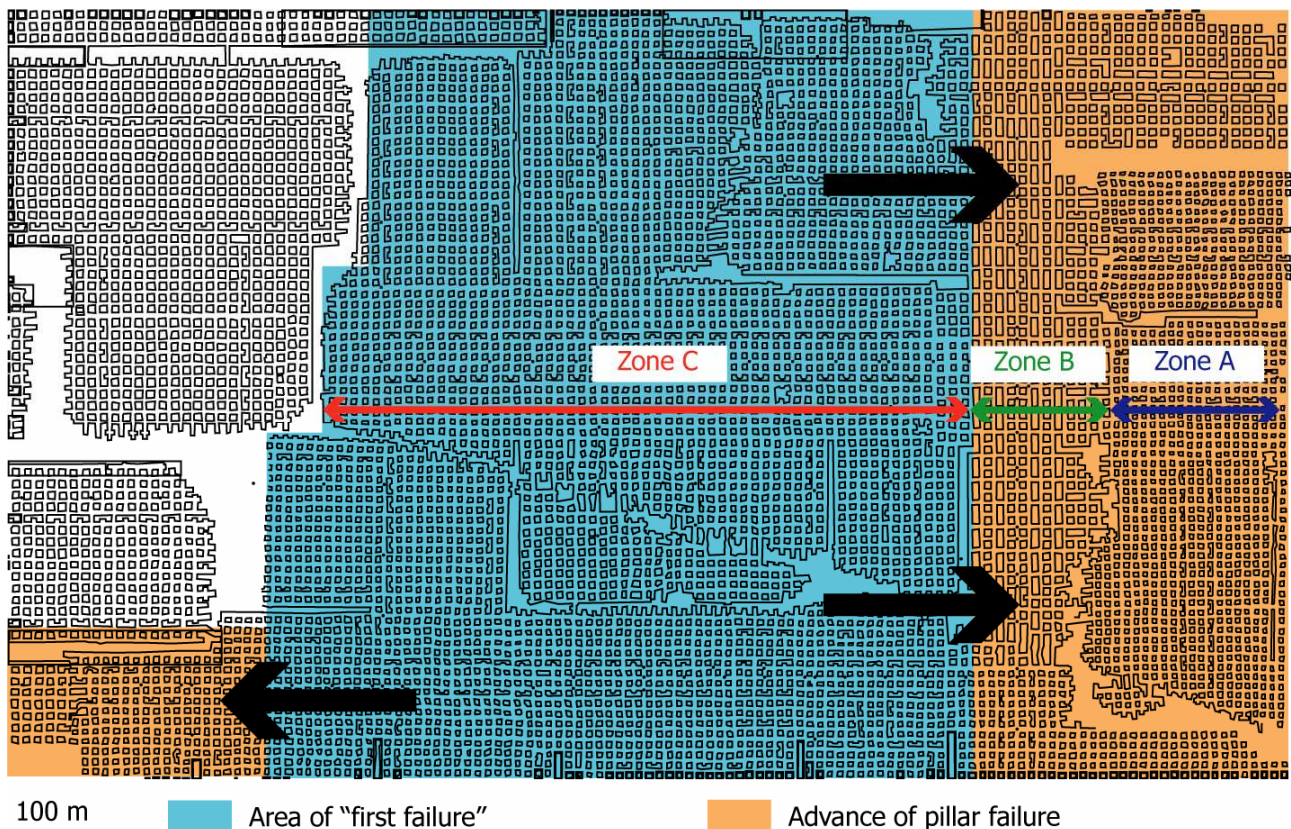 Zone C
Zone B
Zone A
100 m
Area of “first failure”
Advance of pillar failure